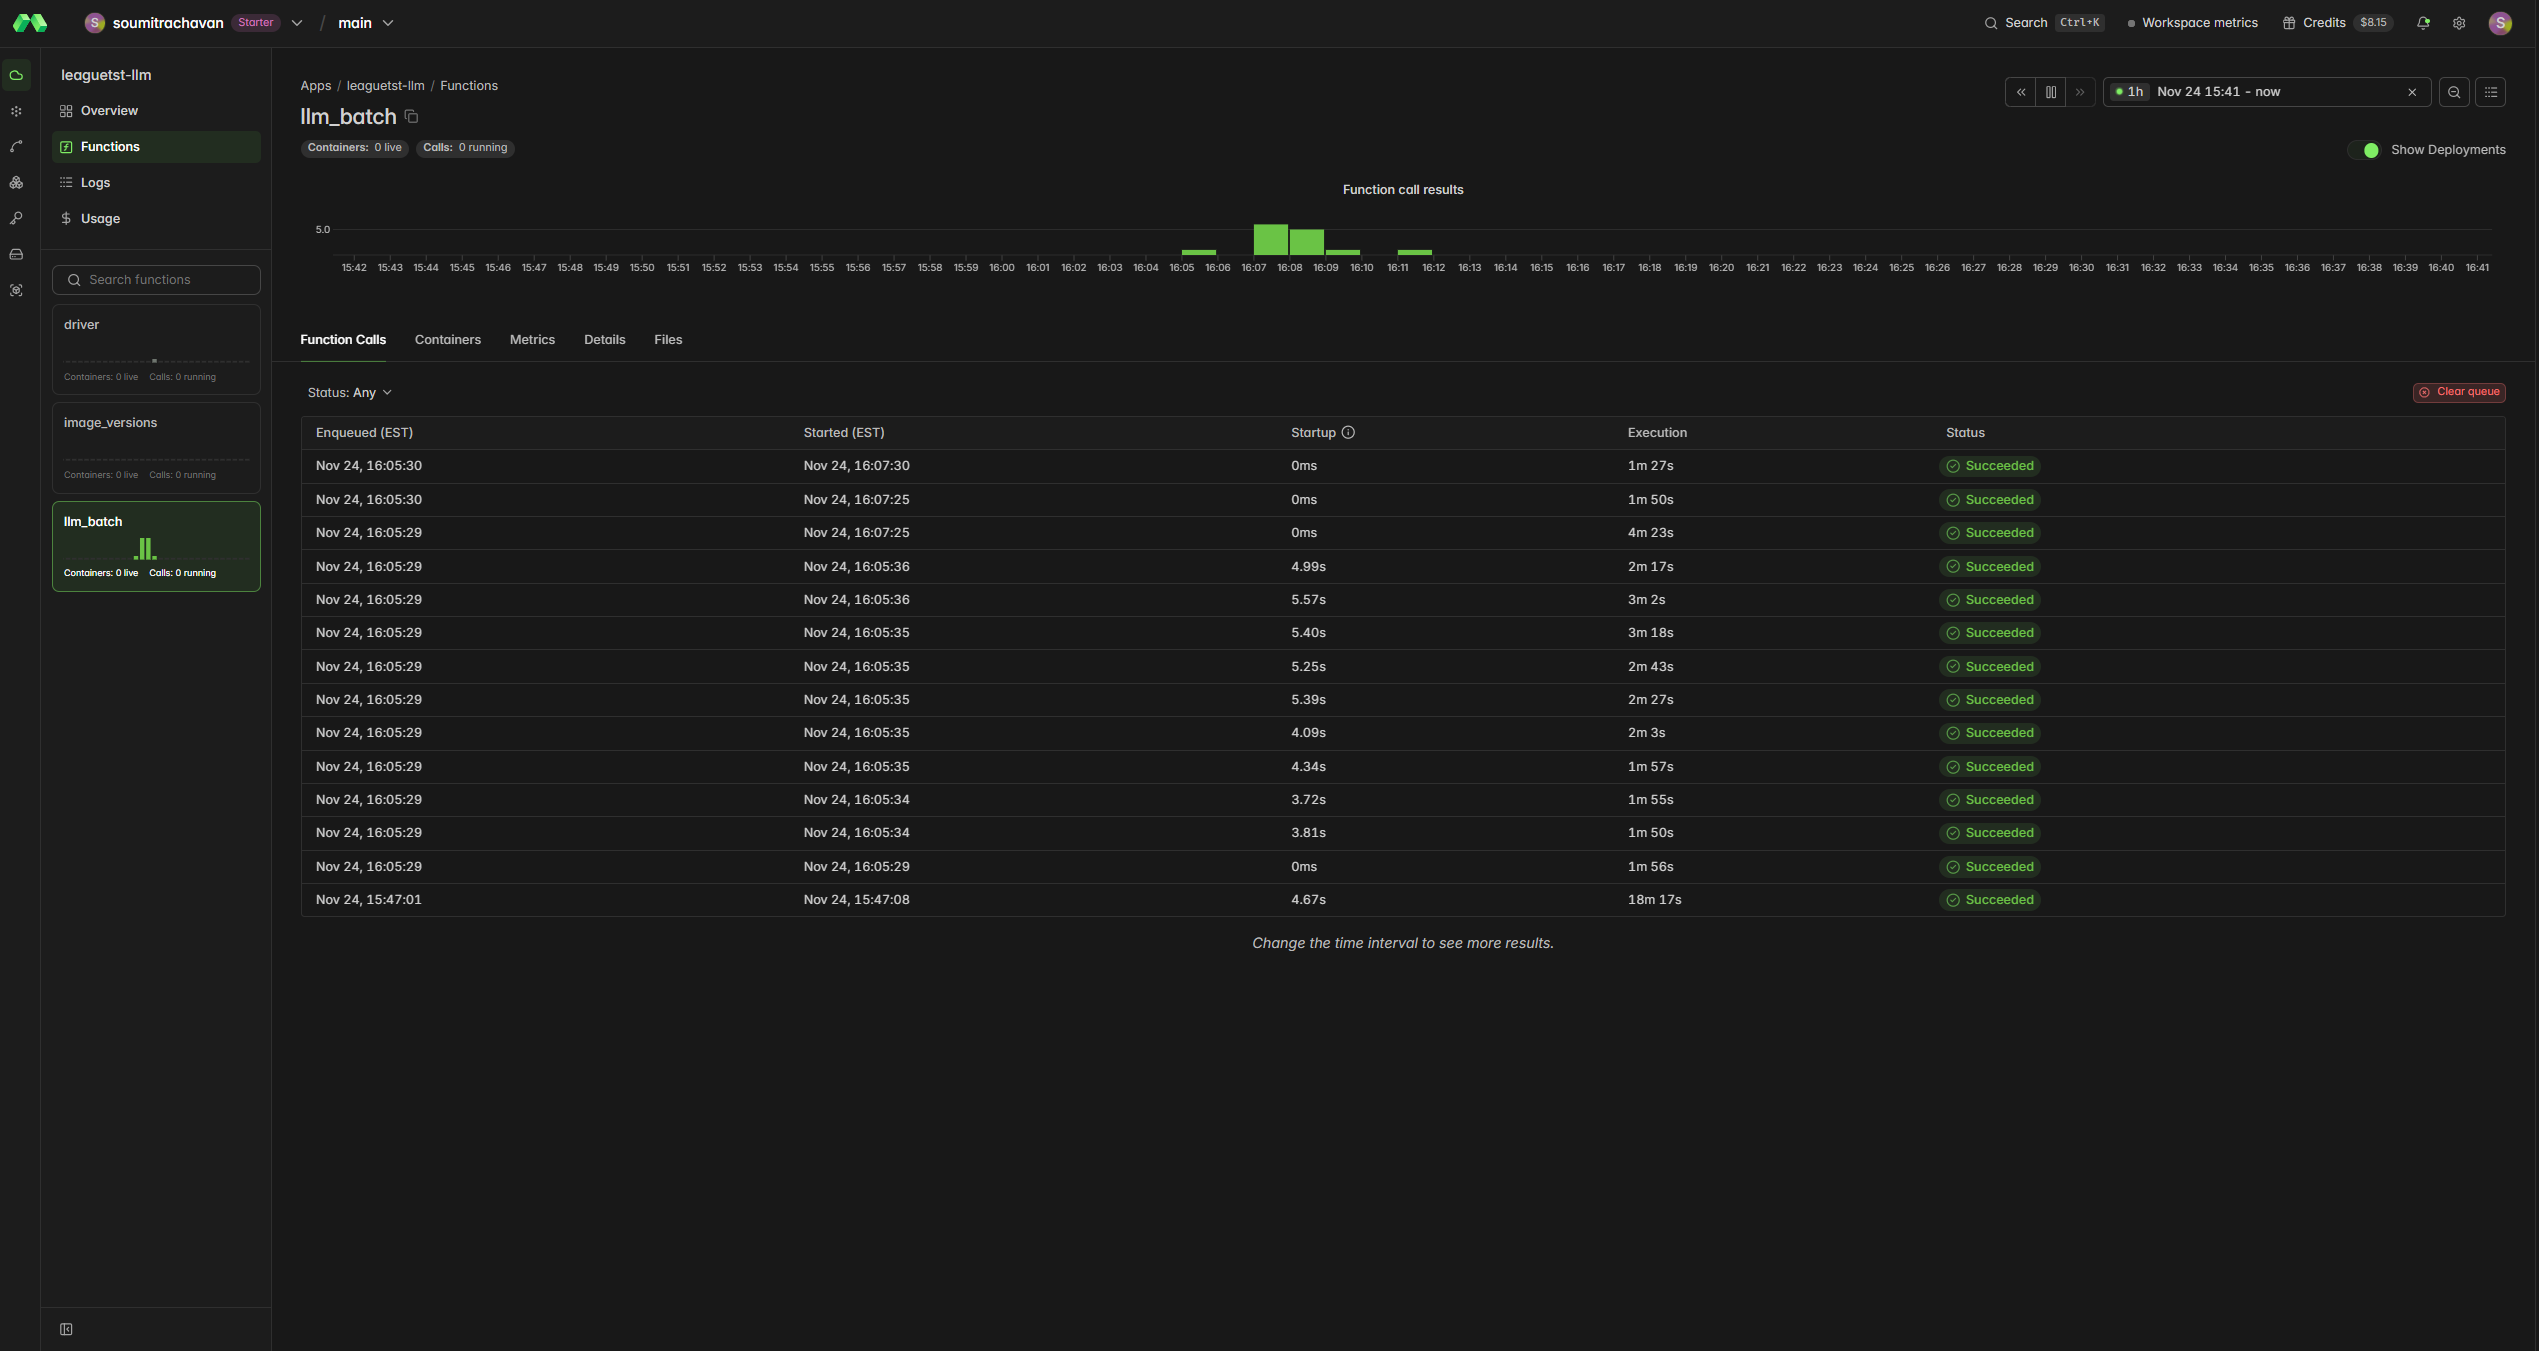 S soumitrachavan Starter / main
Search Ctrl+K Workspace metrics Credits $8.15 S
leaguetst-llm
Overview
Functions
Logs
Usage
Search functions
driver
Containers: 0 live Calls: 0 running
image_versions
Containers: 0 live Calls: 0 running
llm_batch
Containers: 0 live Calls: 0 running
Apps / leaguetst-llm / Functions
llm_batch
Containers: 0 live Calls: 0 running
1h Nov 24 15:41 - now
Show Deployments
Function call results
5.0
15:42 15:43 15:44 15:45 15:46 15:47 15:48 15:49 15:50 15:51 15:52 15:53 15:54 15:55 15:56 15:57 15:58 15:59 16:00 16:01 16:02 16:03 16:04 16:05 16:06 16:07 16:08 16:09 16:10 16:11 16:12 16:13 16:14 16:15 16:16 16:17 16:18 16:19 16:20 16:21 16:22 16:23 16:24 16:25 16:26 16:27 16:28 16:29 16:30 16:31 16:32 16:33 16:34 16:35 16:36 16:37 16:38 16:39 16:40 16:41
Function Calls Containers Metrics Details Files
Status: Any
Clear queue
Enqueued (EST) Started (EST) Startup Execution Status
Nov 24, 16:05:30 Nov 24, 16:07:30 0ms 1m 27s Succeeded
Nov 24, 16:05:30 Nov 24, 16:07:25 0ms 1m 50s Succeeded
Nov 24, 16:05:29 Nov 24, 16:07:25 0ms 4m 23s Succeeded
Nov 24, 16:05:29 Nov 24, 16:05:36 4.99s 2m 17s Succeeded
Nov 24, 16:05:29 Nov 24, 16:05:36 5.57s 3m 2s Succeeded
Nov 24, 16:05:29 Nov 24, 16:05:35 5.40s 3m 18s Succeeded
Nov 24, 16:05:29 Nov 24, 16:05:35 5.25s 2m 43s Succeeded
Nov 24, 16:05:29 Nov 24, 16:05:35 5.39s 2m 27s Succeeded
Nov 24, 16:05:29 Nov 24, 16:05:35 4.09s 2m 3s Succeeded
Nov 24, 16:05:29 Nov 24, 16:05:35 4.34s 1m 57s Succeeded
Nov 24, 16:05:29 Nov 24, 16:05:34 3.72s 1m 55s Succeeded
Nov 24, 16:05:29 Nov 24, 16:05:34 3.81s 1m 50s Succeeded
Nov 24, 16:05:29 Nov 24, 16:05:29 0ms 1m 56s Succeeded
Nov 24, 15:47:01 Nov 24, 15:47:08 4.67s 18m 17s Succeeded
Change the time interval to see more results.